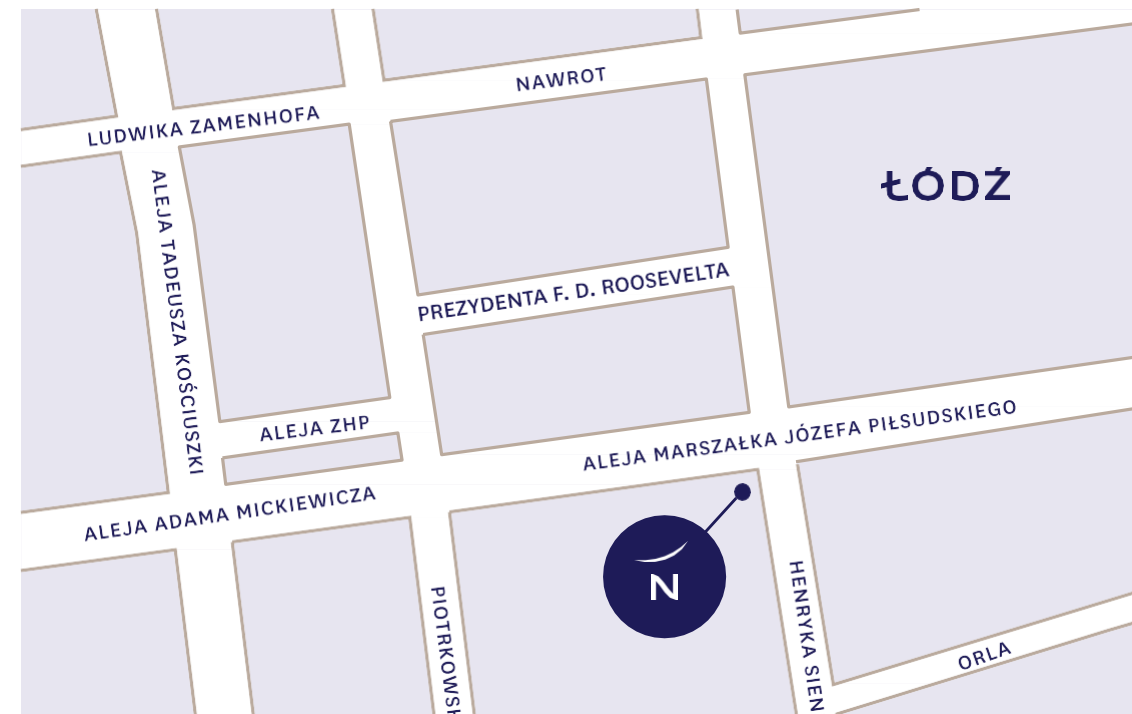 NAWROT
LUDWIKA ZAMENHOFA
ŁÓDŹ
ALEJA TADEUSZA KOŚCIUSZKI
PREZYDENTA F. D. ROOSEVELTA
ALEJA ZHP
ALEJA MARSZAŁKA JÓZEFA PIŁSUDSKIEGO
ALEJA ADAMA MICKIEWICZA
N
PIOTRKOWSK
HENRYKA SIEN
ORLA